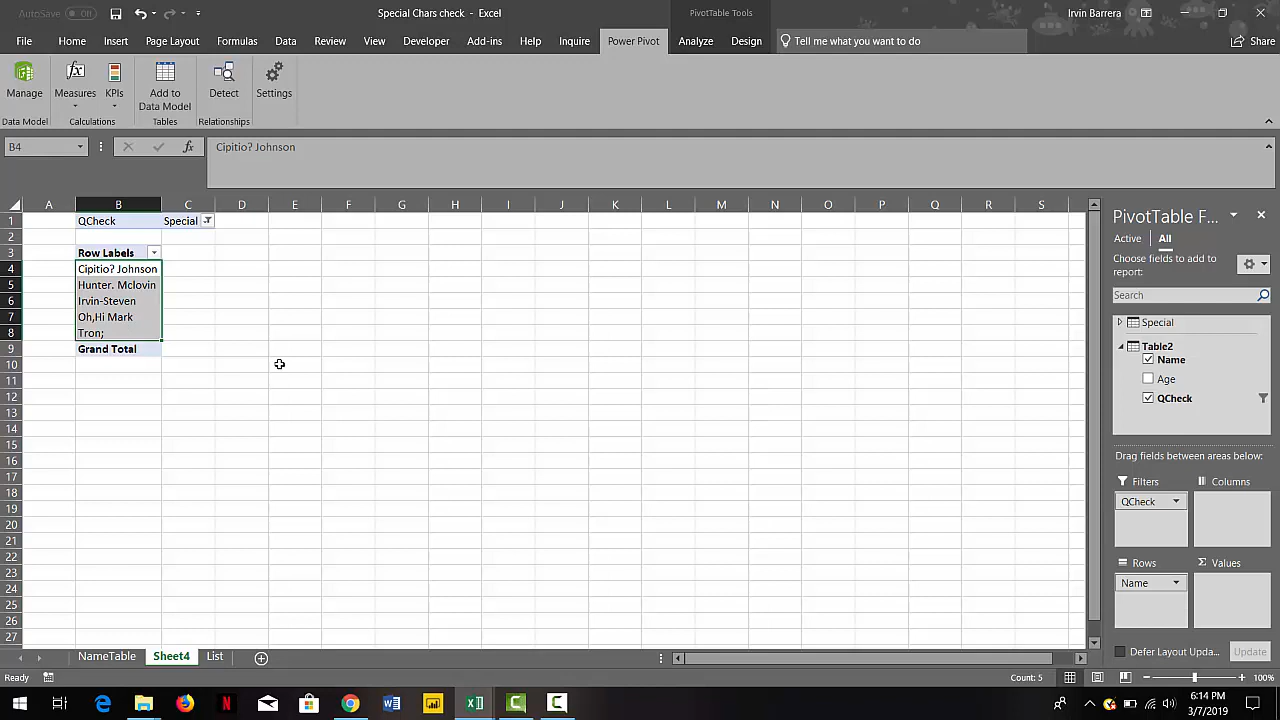 AutoSave Off
Special Chars check - Excel
PivotTable Tools
Irvin Barrera
File Home Insert Page Layout Formulas Data Review View Developer Add-ins Help Inquire Power Pivot Analyze Design Tell me what you want to do Share
Manage Measures KPIs Add to Data Model Detect Settings
Data Model Calculations Tables Relationships
B4 fx Cipitio? Johnson
A B C D E F G H I J K L M N O P Q R S
1 QCheck Special
2
3 Row Labels
4 Cipitio? Johnson
5 Hunter. Mclovin
6 Irvin-Steven
7 Oh,Hi Mark
8 Tron;
9 Grand Total
10
11
12
13
14
15
16
17
18
19
20
21
22
23
24
25
26
27
PivotTable F...
Active All
Choose fields to add to
report:
Search
Special
Table2
Name
Age
QCheck
Drag fields between areas below:
Filters Columns
QCheck
Rows Σ Values
Name
Defer Layout Upda... Update
NameTable Sheet4 List
Ready Count: 5 100%
6:14 PM
3/7/2019